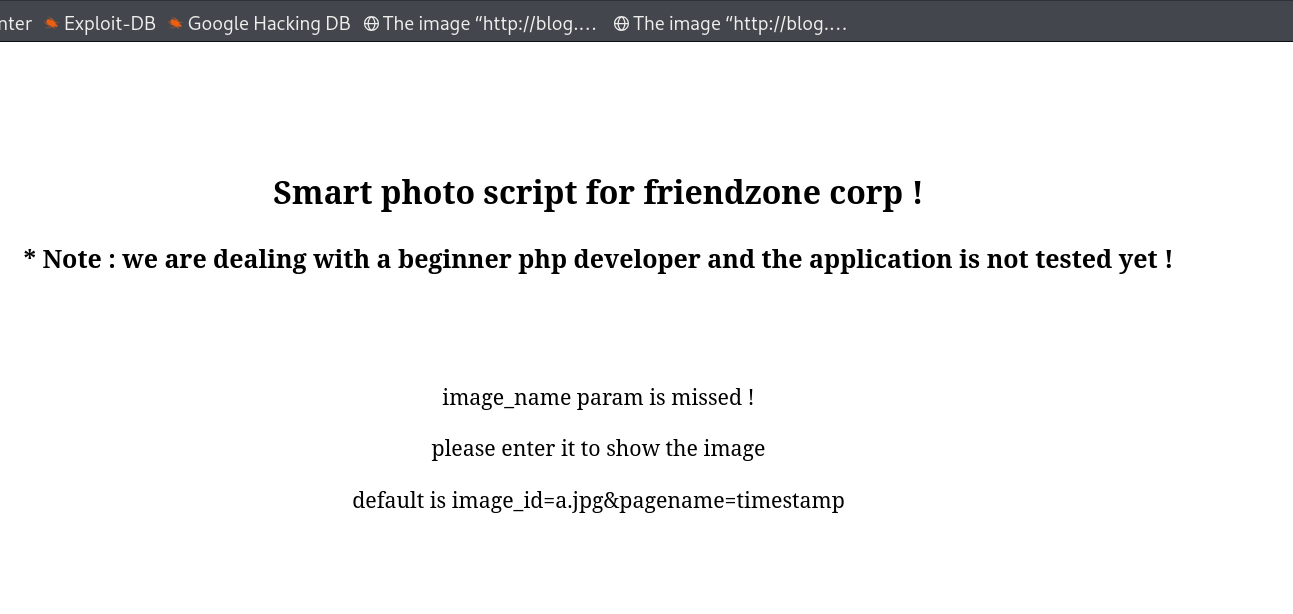 nter Exploit-DB Google Hacking DB The image “http://blog.… The image “http://blog.…
Smart photo script for friendzone corp !
* Note : we are dealing with a beginner php developer and the application is not tested yet !
image_name param is missed !
please enter it to show the image
default is image_id=a.jpg&pagename=timestamp